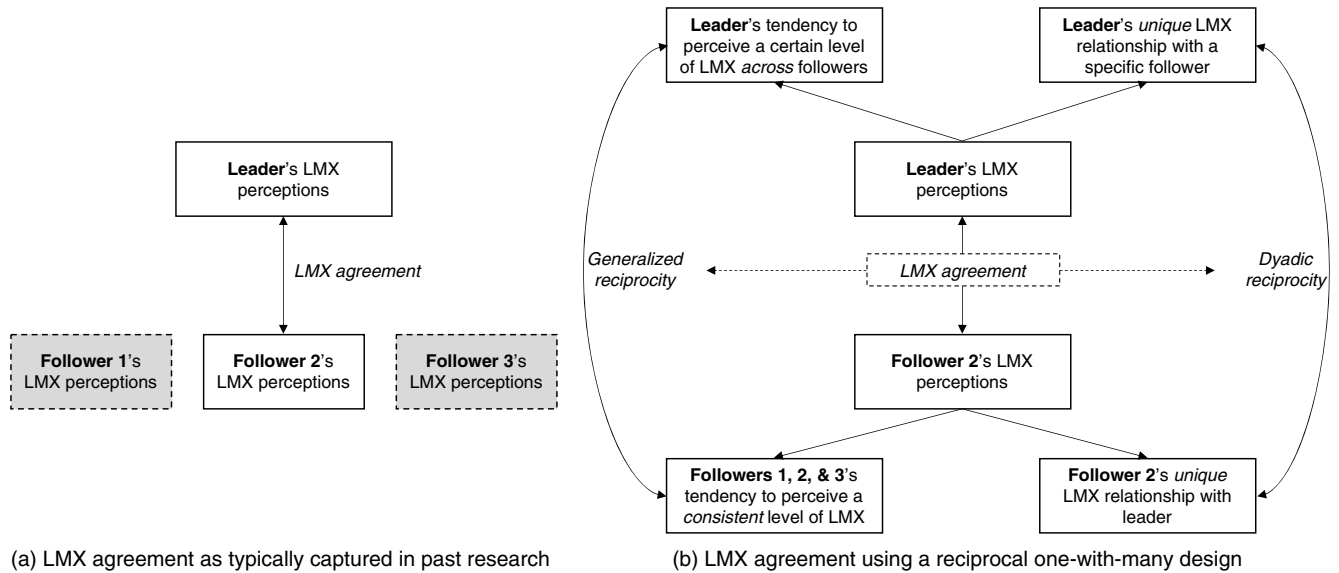 Leader's LMX
perceptions
LMX agreement
Follower 1's
LMX perceptions
Follower 2's
LMX perceptions
Follower 3's
LMX perceptions
(a) LMX agreement as typically captured in past research
Leader's tendency to
perceive a certain level
of LMX across followers
Leader's unique LMX
relationship with a
specific follower
Leader's LMX
perceptions
Generalized
reciprocity
LMX agreement
Dyadic
reciprocity
Follower 2's LMX
perceptions
Followers 1, 2, & 3's
tendency to perceive a
consistent level of LMX
Follower 2's unique
LMX relationship with
leader
(b) LMX agreement using a reciprocal one-with-many design